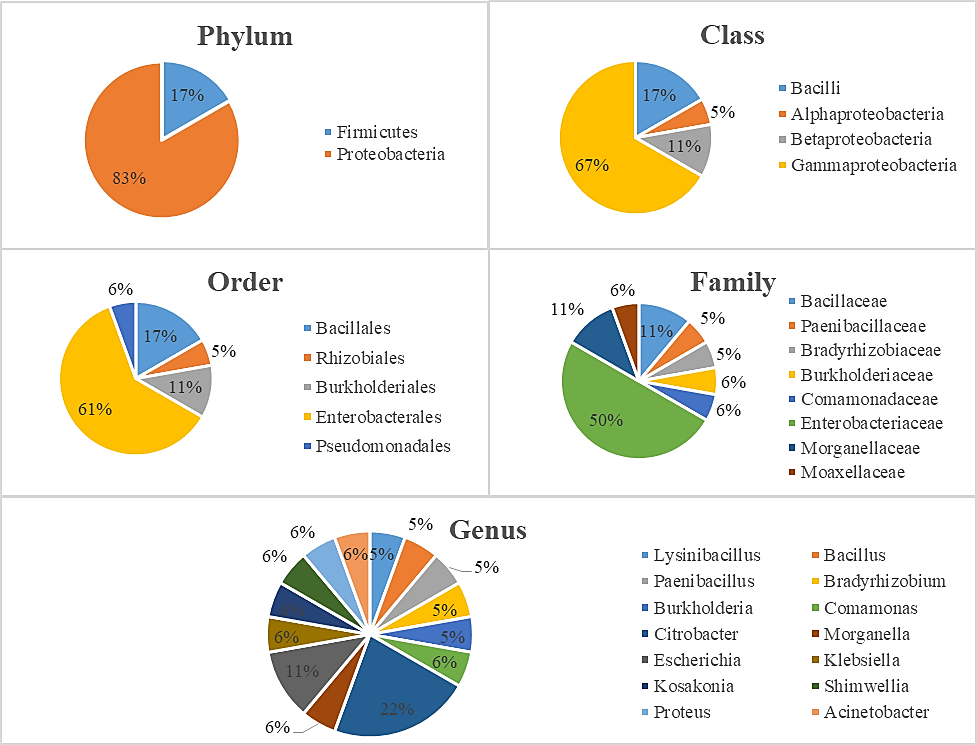 Phylum
17%
83%
Firmicutes
Proteobacteria
Class
17%
5%
11%
67%
Bacilli
Alphaproteobacteria
Betaproteobacteria
Gammaproteobacteria
Order
6%
17%
5%
11%
61%
Bacillales
Rhizobiales
Burkholderiales
Enterobacterales
Pseudomonadales
Family
6%
11%
11%
5%
5%
6%
6%
50%
Bacillaceae
Paenibacillaceae
Bradyrhizobiaceae
Burkholderiaceae
Comamonadaceae
Enterobacteriaceae
Morganellaceae
Moaxellaceae
Genus
5%
6%
6% 5%
6%
5%
5%
5%
6%
6%
11%
22%
6%
Lysinibacillus Bacillus
Paenibacillus Bradyrhizobium
Burkholderia Comamonas
Citrobacter Morganella
Escherichia Klebsiella
Kosakonia Shimwellia
Proteus Acinetobacter